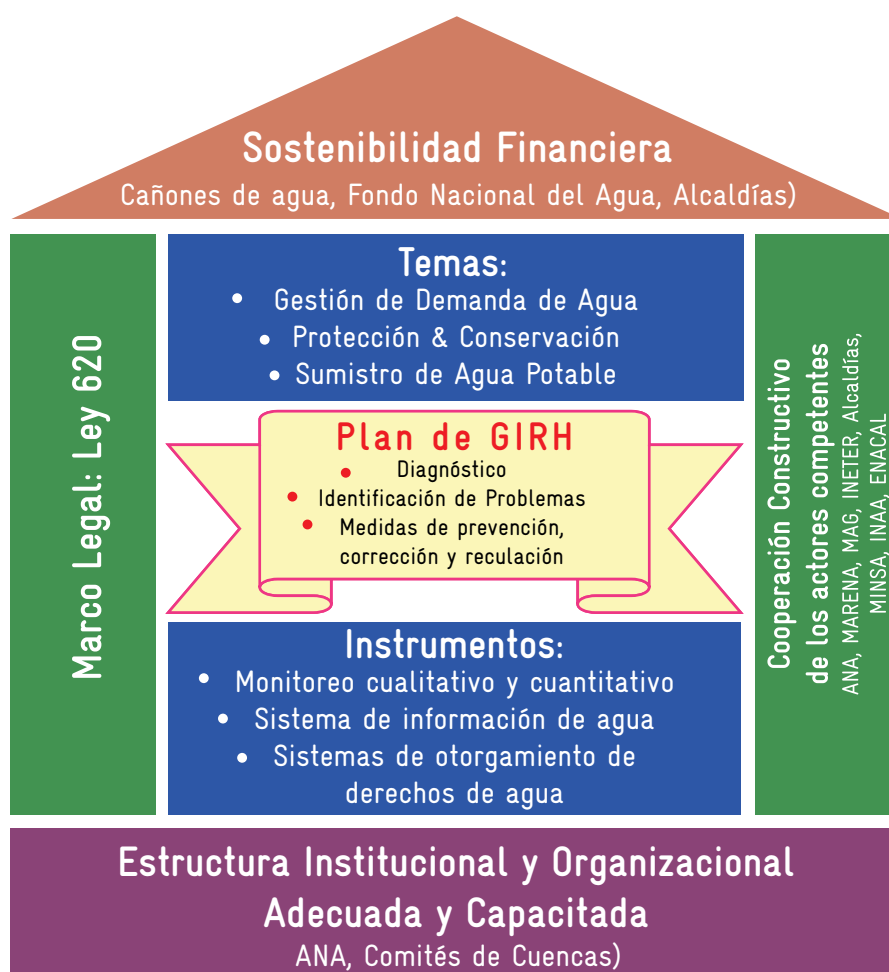 Sostenibilidad Financiera
Cañones de agua, Fondo Nacional del Agua, Alcaldías)
Marco Legal: Ley 620
Temas:
• Gestión de Demanda de Agua
• Protección & Conservación
• Sumistro de Agua Potable
Plan de GIRH
• Diagnóstico
• Identificación de Problemas
• Medidas de prevención,
corrección y reculación
Instrumentos:
• Monitoreo cualitativo y cuantitativo
• Sistema de información de agua
• Sistemas de otorgamiento de
derechos de agua
Cooperación Constructivo
de los actores competentes
ANA, MARENA, MAG, INETER, Alcaldías,
MINSA, INAA, ENACAL
Estructura Institucional y Organizacional
Adecuada y Capacitada
ANA, Comités de Cuencas)